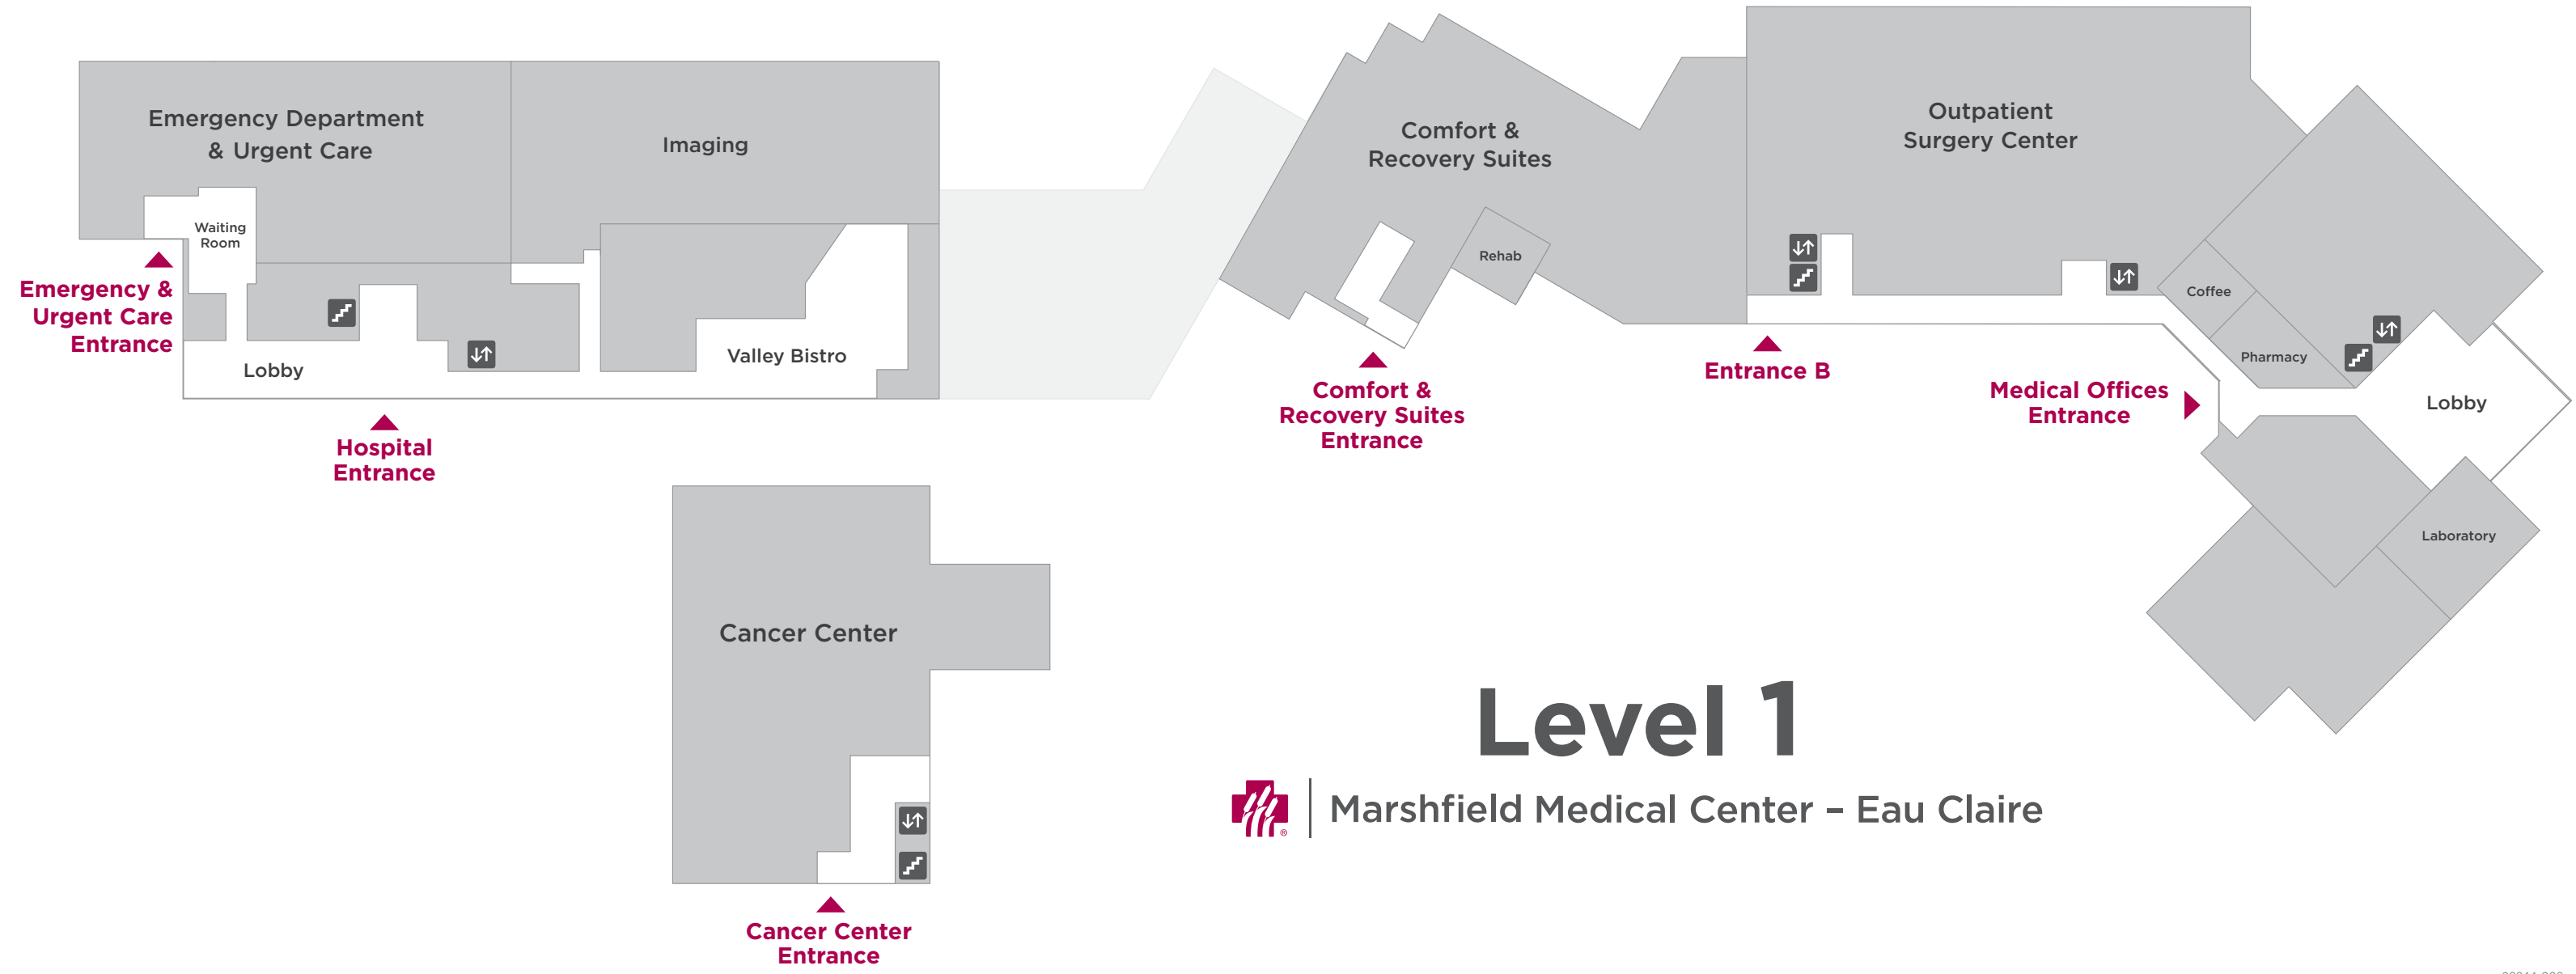 Emergency Department
& Urgent Care
Imaging
Waiting
Room
Emergency &
Urgent Care
Entrance
Lobby
Valley Bistro
Hospital
Entrance
Comfort &
Recovery Suites
Rehab
Comfort &
Recovery Suites
Entrance
Outpatient
Surgery Center
Entrance B
Coffee
Pharmacy
Medical Offices
Entrance
Lobby
Laboratory
Cancer Center
Cancer Center
Entrance
Level 1
®
Marshfield Medical Center – Eau Claire